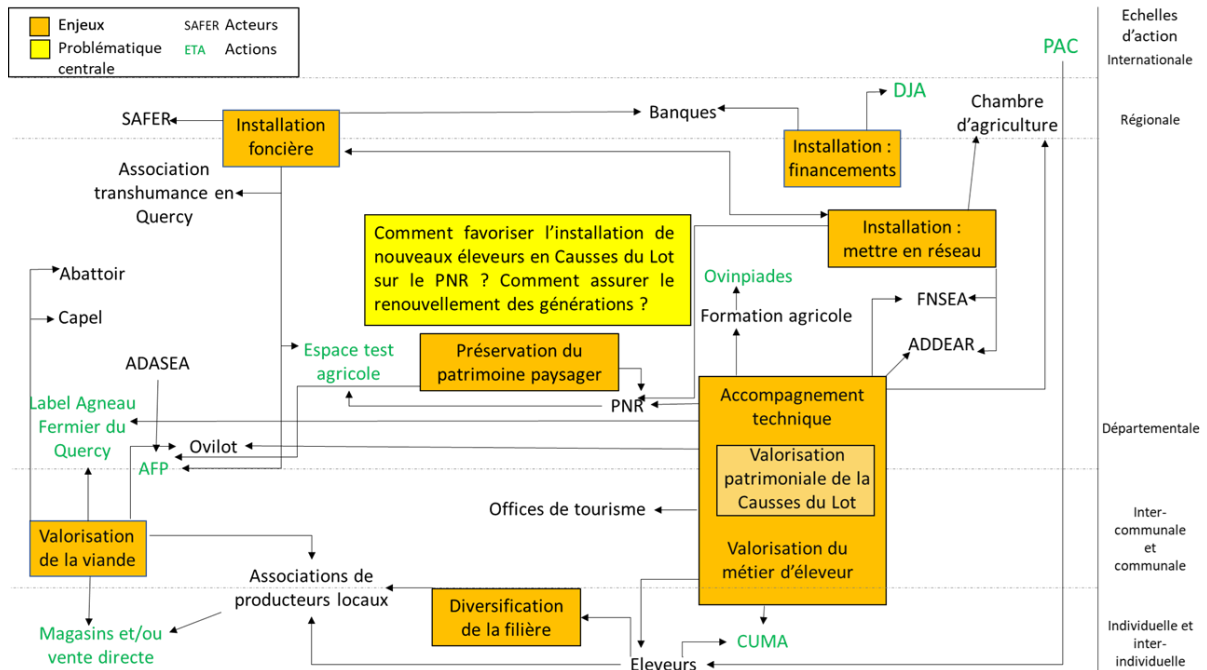 Enjeux
Problématique
centrale
SAFER Acteurs
ETA Actions
Echelles
d'action
Internationale
PAC
DJA
Chambre
d'agriculture
Régionale
SAFER
Installation
foncière
Banques
Installation :
financements
Association
transhumance en
Quercy
Installation :
mettre en réseau
Comment favoriser l'installation de
nouveaux éleveurs en Causses du Lot
sur le PNR ? Comment assurer le
renouvellement des générations ?
Abattoir
Capel
Ovinpiades
Formation agricole
FNSEA
ADDEAR
ADASEA
Espace test
agricole
Préservation du
patrimoine paysager
PNR
Accompagnement
technique
Label Agneau
Fermier du
Quercy
Ovilot
AFP
Départementale
Valorisation
patrimoniale de la
Causses du Lot
Offices de tourisme
Valorisation du
métier d'éleveur
Inter-
communale
et
communale
Valorisation
de la viande
Associations de
producteurs locaux
Diversification
de la filière
Magasins et/ou
vente directe
Eleveurs
CUMA
Individuelle et
inter-
individuelle